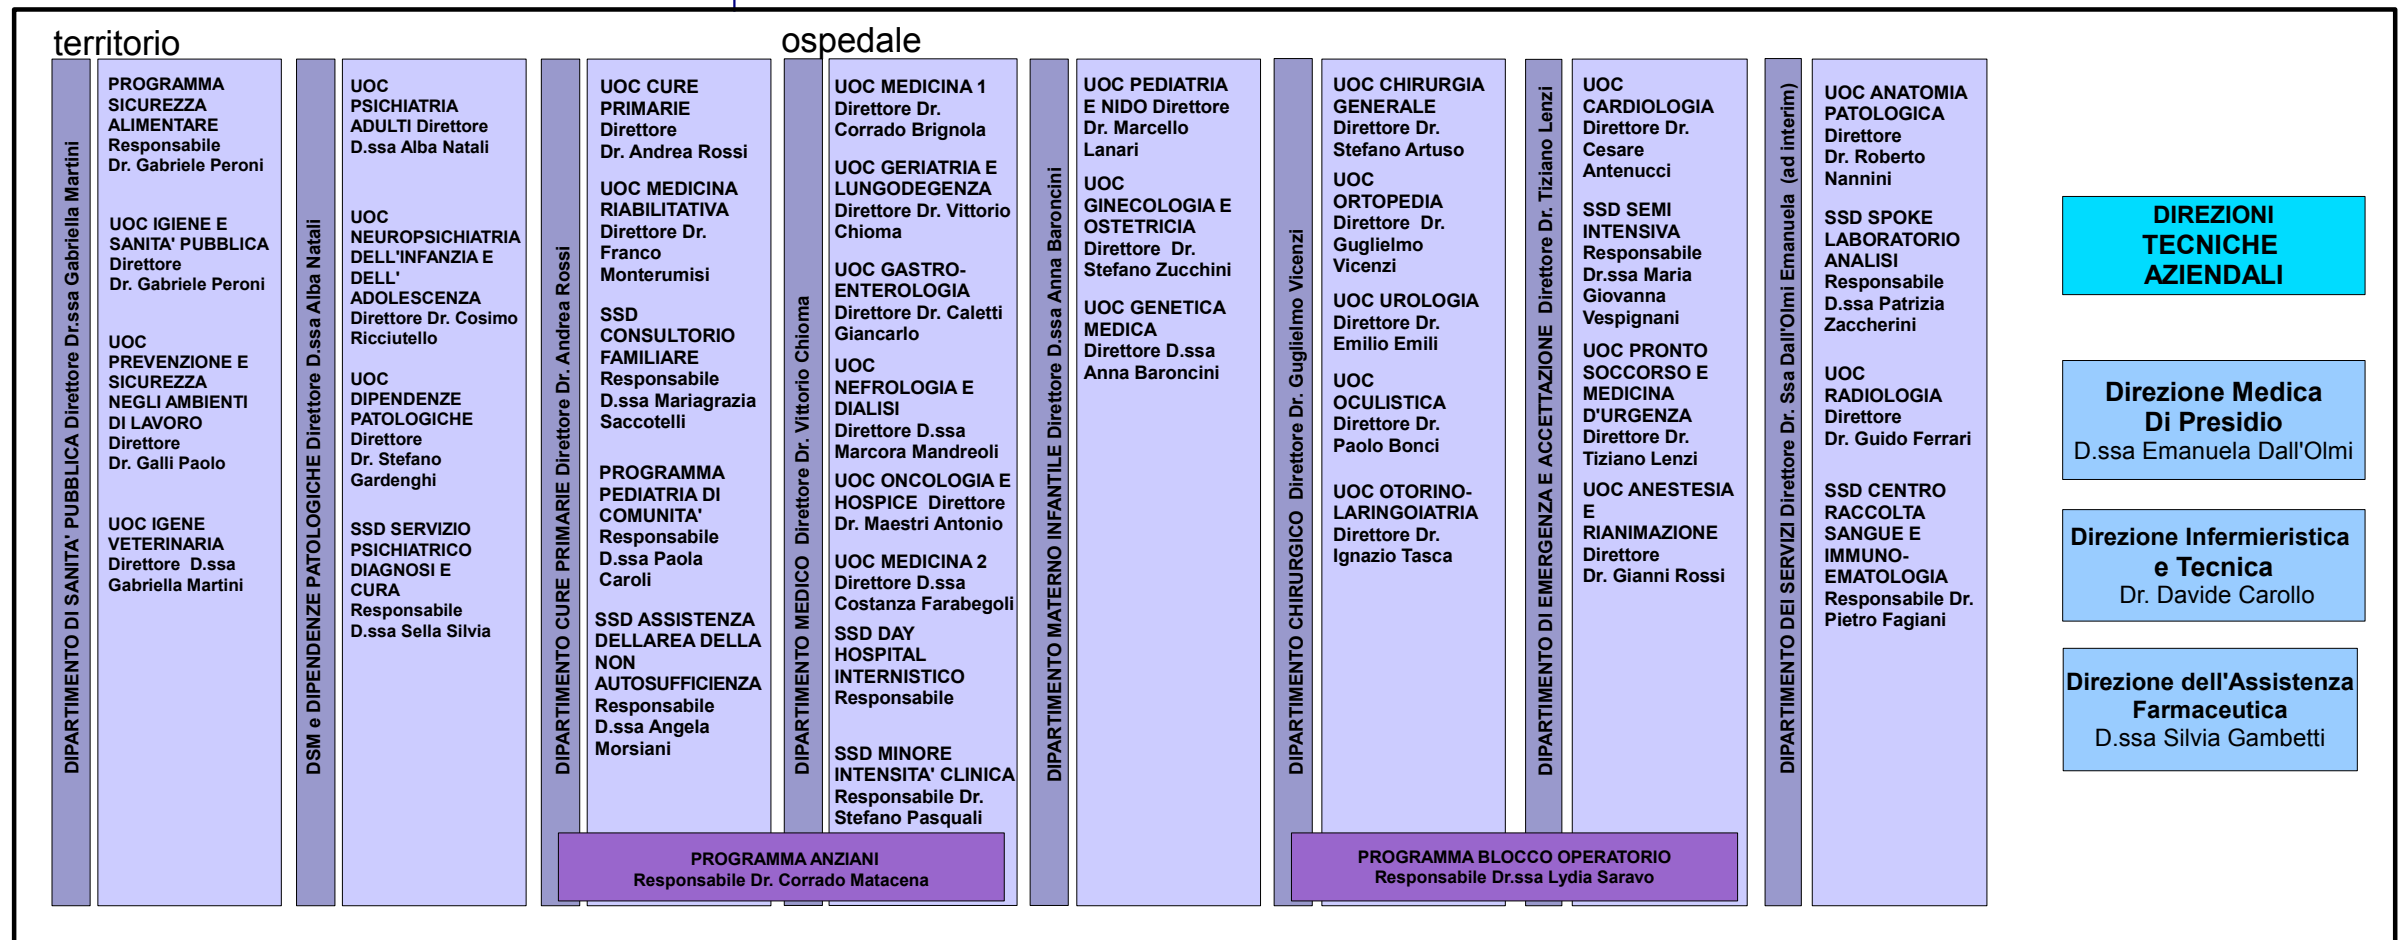 territorio
DIPARTIMENTO DI SANITA' PUBBLICA Direttore Dr.ssa Gabriella Martini
PROGRAMMA
SICUREZZA
ALIMENTARE
Responsabile
Dr. Gabriele Peroni
UOC IGIENE E
SANITA' PUBBLICA
Direttore
Dr. Gabriele Peroni
UOC
PREVENZIONE E
SICUREZZA
NEGLI AMBIENTI
DI LAVORO
Direttore
Dr. Galli Paolo
UOC IGENE
VETERINARIA
Direttore D.ssa
Gabriella Martini
DSM e DIPENDENZE PATOLOGICHE Direttore D.ssa Alba Natali
UOC
PSICHIATRIA
ADULTI Direttore
D.ssa Alba Natali
UOC
NEUROPSICHIATRIA
DELL'INFANZIA E
DELL'
ADOLESCENZA
Direttore Dr. Cosimo
Ricciutello
UOC
DIPENDENZE
PATOLOGICHE
Direttore
Dr. Stefano
Gardenghi
SSD SERVIZIO
PSICHIATRICO
DIAGNOSI E
CURA
Responsabile
D.ssa Sella Silvia
DIPARTIMENTO CURE PRIMARIE Direttore Dr. Andrea Rossi
UOC CURE
PRIMARIE
Direttore
Dr. Andrea Rossi
UOC MEDICINA
RIABILITATIVA
Direttore Dr.
Franco
Monterumisi
SSD
CONSULTORIO
FAMILIARE
Responsabile
D.ssa Mariagrazia
Saccotelli
PROGRAMMA
PEDIATRIA DI
COMUNITA'
Responsabile
D.ssa Paola
Caroli
SSD ASSISTENZA
DELLAREA DELLA
NON
AUTOSUFFICIENZA
Responsabile
D.ssa Angela
Morsiani
ospedale
DIPARTIMENTO MEDICO Direttore Dr. Vittorio Chioma
UOC MEDICINA 1
Direttore Dr.
Corrado Brignola
UOC GERIATRIA E
LUNGODEGENZA
Direttore Dr. Vittorio
Chioma
UOC GASTRO-
ENTEROLOGIA
Direttore Dr. Caletti
Giancarlo
UOC
NEFROLOGIA E
DIALISI
Direttore D.ssa
Marcora Mandreoli
UOC ONCOLOGIA E
HOSPICE Direttore
Dr. Maestri Antonio
UOC MEDICINA 2
Direttore D.ssa
Costanza Farabegoli
SSD DAY
HOSPITAL
INTERNISTICO
Responsabile
SSD MINORE
INTENSITA' CLINICA
Responsabile Dr.
Stefano Pasquali
PROGRAMMA ANZIANI
Responsabile Dr. Corrado Matacena
DIPARTIMENTO MATERNO INFANTILE Direttore D.ssa Anna Baroncini
UOC PEDIATRIA
E NIDO Direttore
Dr. Marcello
Lanari
UOC
GINECOLOGIA E
OSTETRICIA
Direttore Dr.
Stefano Zucchini
UOC GENETICA
MEDICA
Direttore D.ssa
Anna Baroncini
DIPARTIMENTO CHIRURGICO Direttore Dr. Guglielmo Vicenzi
UOC CHIRURGIA
GENERALE
Direttore Dr.
Stefano Artuso
UOC
ORTOPEDIA
Direttore Dr.
Guglielmo
Vicenzi
UOC UROLOGIA
Direttore Dr.
Emilio Emili
UOC
OCULISTICA
Direttore Dr.
Paolo Bonci
UOC OTORINO-
LARINGOIATRIA
Direttore Dr.
Ignazio Tasca
DIPARTIMENTO DI EMERGENZA E ACCETTAZIONE Direttore Dr. Tiziano Lenzi
UOC
CARDIOLOGIA
Direttore Dr.
Cesare
Antenucci
SSD SEMI
INTENSIVA
Responsabile
Dr.ssa Maria
Giovanna
Vespignani
UOC PRONTO
SOCCORSO E
MEDICINA
D'URGENZA
Direttore Dr.
Tiziano Lenzi
UOC ANESTESIA
E
RIANIMAZIONE
Direttore
Dr. Gianni Rossi
PROGRAMMA BLOCCO OPERATORIO
Responsabile Dr.ssa Lydia Saravo
DIPARTIMENTO DEI SERVIZI Direttore Dr. Ssa Dall'Olmi Emanuela (ad interim)
UOC ANATOMIA
PATOLOGICA
Direttore
Dr. Roberto
Nannini
SSD SPOKE
LABORATORIO
ANALISI
Responsabile
D.ssa Patrizia
Zaccherini
UOC
RADIOLOGIA
Direttore
Dr. Guido Ferrari
SSD CENTRO
RACCOLTA
SANGUE E
IMMUNO-
EMATOLOGIA
Responsabile Dr.
Pietro Fagiani
DIREZIONI
TECNICHE
AZIENDALI
Direzione Medica
Di Presidio
D.ssa Emanuela Dall'Olmi
Direzione Infermieristica
e Tecnica
Dr. Davide Carollo
Direzione dell'Assistenza
Farmaceutica
D.ssa Silvia Gambetti